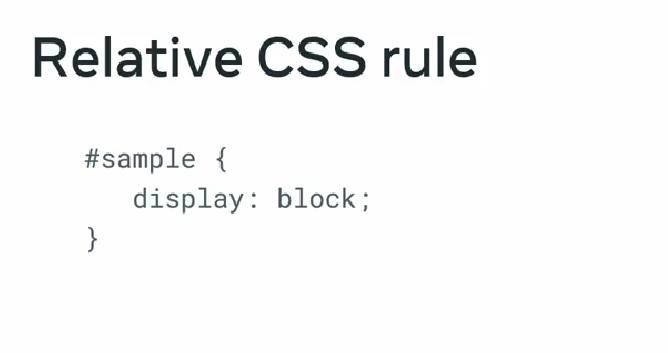 Relative CSS rule
#sample {
display: block;
}